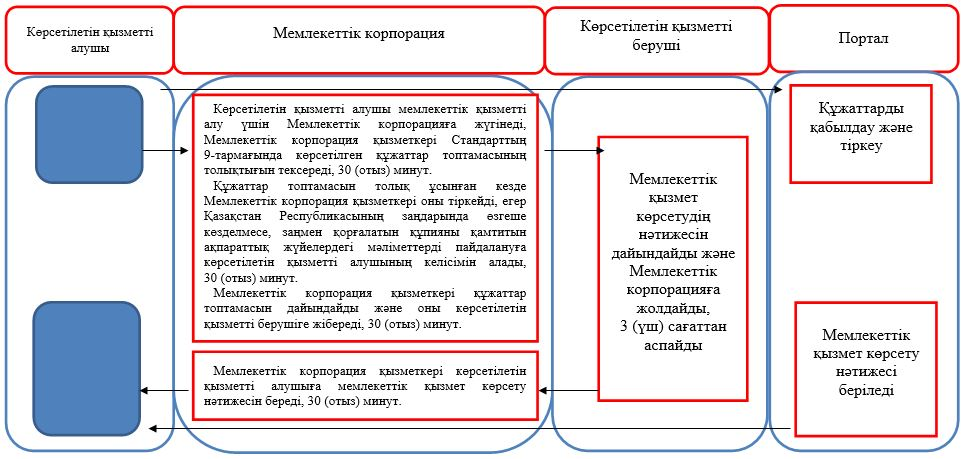 Көрсетілетін қызметті
алушы
Мемлекеттік корпорация
Көрсетілетін қызметті
беруші
Портал
Көрсетілетін қызметті алушы мемлекеттік қызметті
алу үшін Мемлекеттік корпорацияға жүгінеді,
Мемлекеттік корпорация қызметкері Стандарттың
9-тармағында көрсетілген құжаттар топтамасының
толықтығын тексереді, 30 (отыз) минут.
Құжаттар топтамасын толық ұсынған кезде
Мемлекеттік корпорация қызметкері оны тіркейді, егер
Қазақстан Республикасының заңдарында өзгеше
көзделмесе, заңмен қорғалатын құпияны қамтитын
ақпараттық жүйелердегі мәліметтерді пайдалануға
көрсетілетін қызметті алушының келісімін алады,
30 (отыз) минут.
Мемлекеттік корпорация қызметкері құжаттар
топтамасын дайындайды және оны көрсетілетін
қызметті берушіге жібереді, 30 (отыз) минут.
Мемлекеттік корпорация қызметкері көрсетілетін
қызметті алушыға мемлекеттік қызмет көрсету
нәтижесін береді, 30 (отыз) минут.
Мемлекеттік
қызмет
көрсетудің
нәтижесін
дайындайды және
Мемлекеттік
корпорацияға
жолдайды,
3 (үш) сағаттан
аспайды
Құжаттарды
қабылдау және
тіркеу
Мемлекеттік
қызмет көрсету
нәтижесі
беріледі